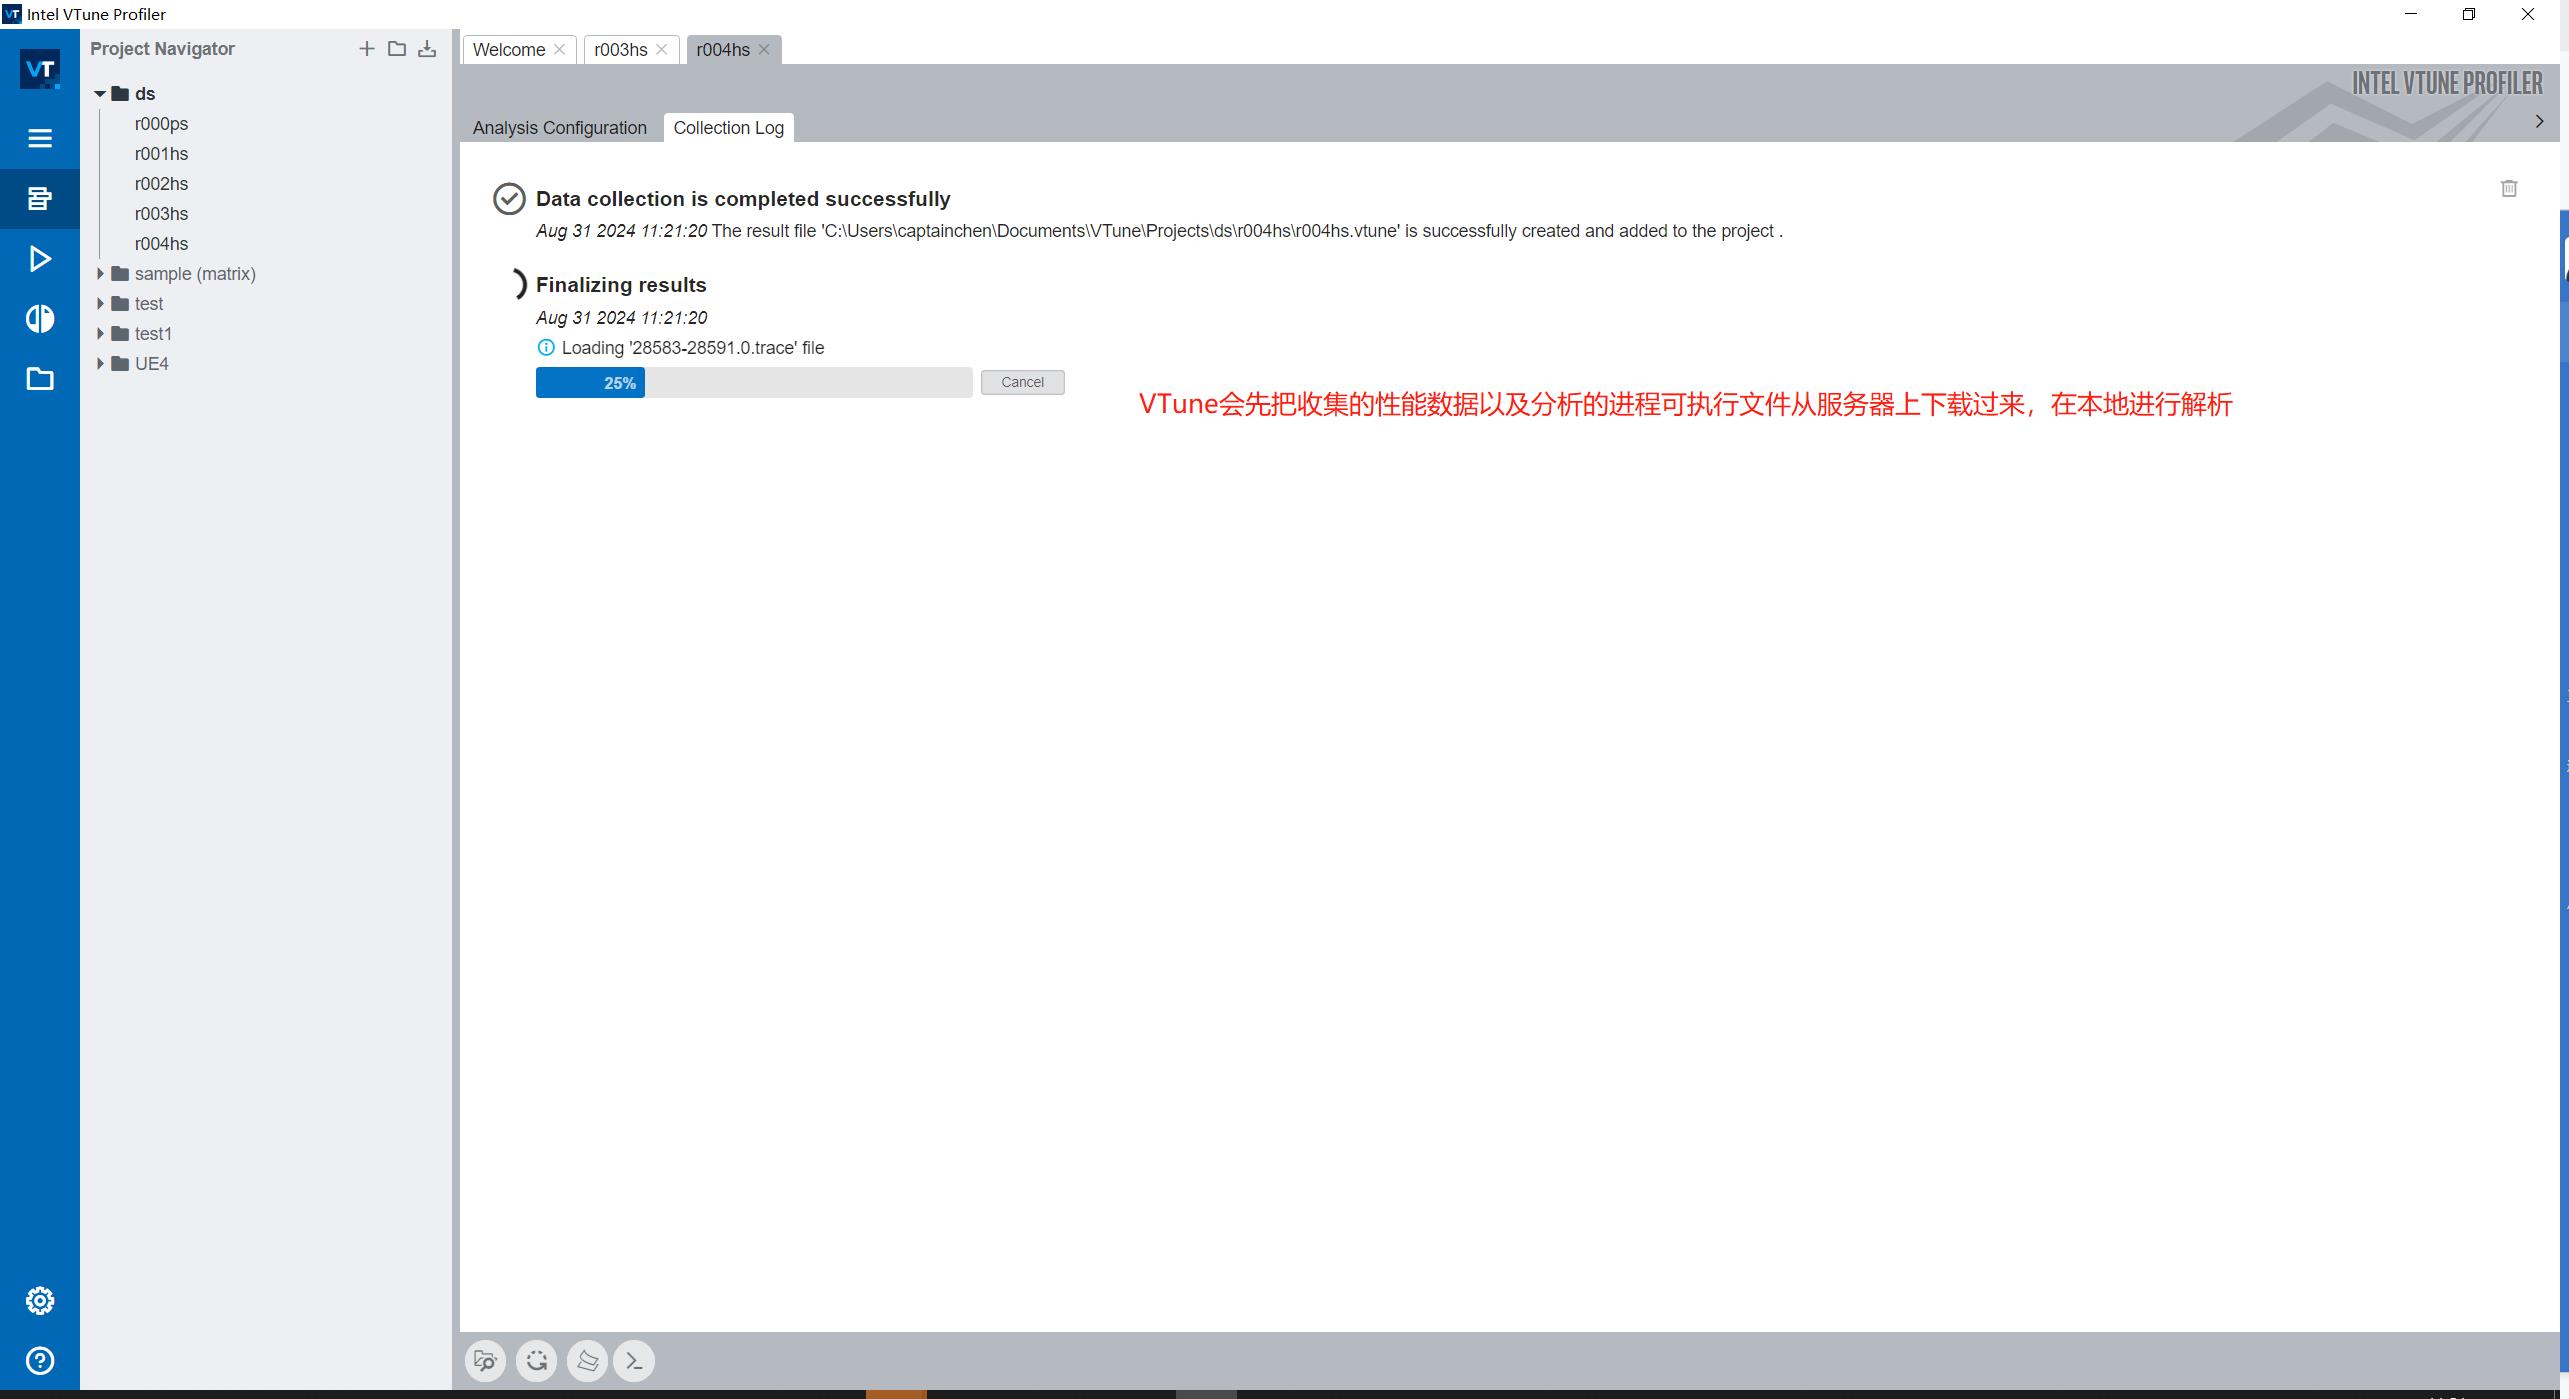 VT Intel VTune Profiler
VT
Project Navigator
ds
r000ps
r001hs
r002hs
r003hs
r004hs
sample (matrix)
test
test1
UE4
Welcome r003hs r004hs
INTEL VTUNE PROFILER
Analysis Configuration Collection Log
Data collection is completed successfully
Aug 31 2024 11:21:20 The result file 'C:\Users\captainchen\Documents\VTune\Projects\ds\r004hs\r004hs.vtune' is successfully created and added to the project .
Finalizing results
Aug 31 2024 11:21:20
Loading '28583-28591.0.trace' file
25% Cancel
VTune会先把收集的性能数据以及分析的进程可执行文件从服务器上下载过来，在本地进行解析